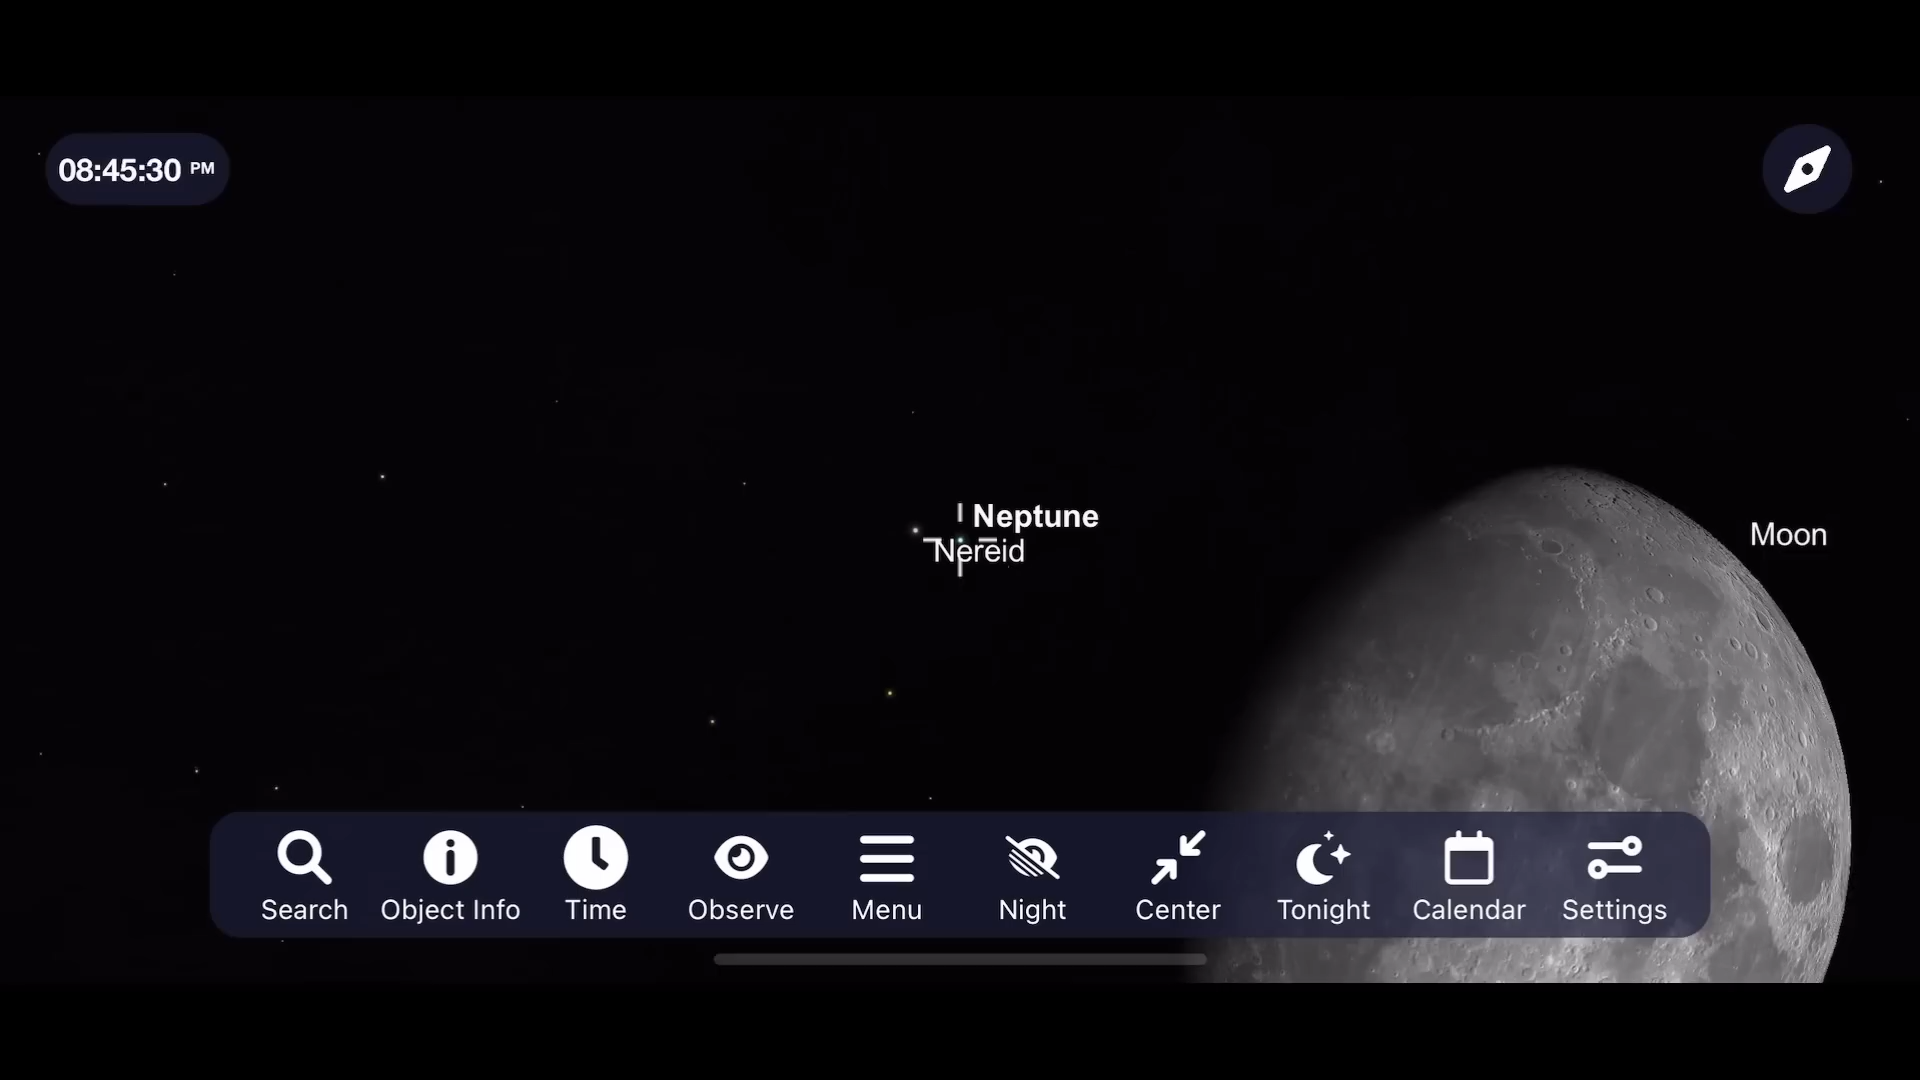 08:45:30 PM
Neptune
Nereid
Moon
Search
Object Info
Time
Observe
Menu
Night
Center
Tonight
Calendar
Settings